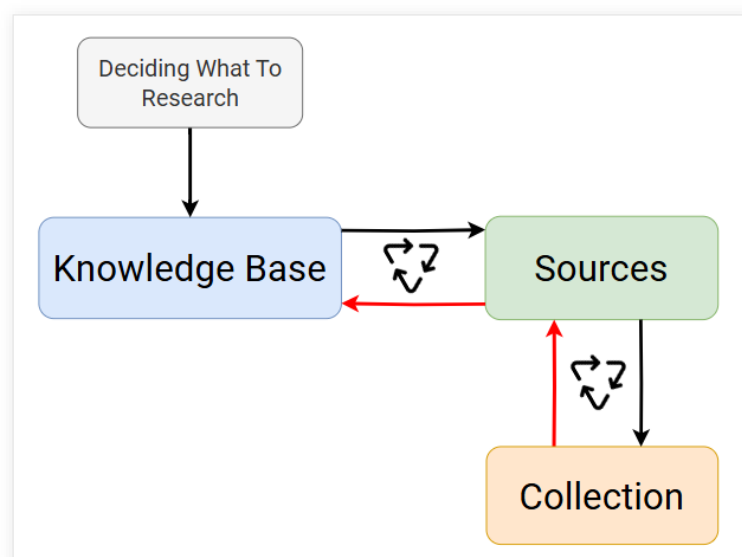 Deciding What To
Research
Knowledge Base
Sources
Collection